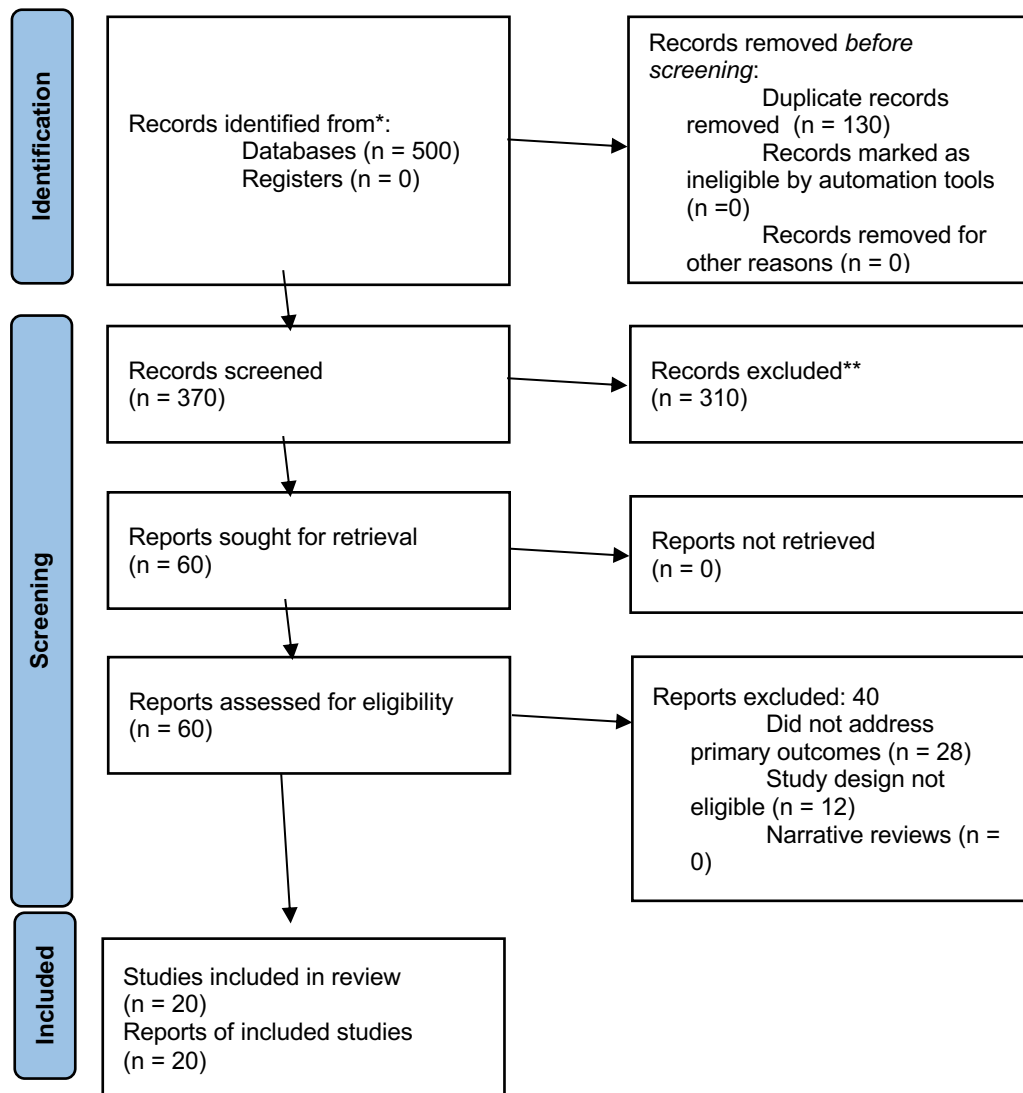 Identification
Records identified from*:
Databases (n = 500)
Registers (n = 0)
Records removed before
screening:
Duplicate records
removed  (n = 130)
Records marked as
ineligible by automation tools
(n =0)
Records removed for
other reasons (n = 0)
Screening
Records screened
(n = 370)
Records excluded**
(n = 310)
Reports sought for retrieval
(n = 60)
Reports not retrieved
(n = 0)
Reports assessed for eligibility
(n = 60)
Reports excluded: 40
Did not address
primary outcomes (n = 28)
Study design not
eligible (n = 12)
Narrative reviews (n =
0)
Included
Studies included in review
(n = 20)
Reports of included studies
(n = 20)